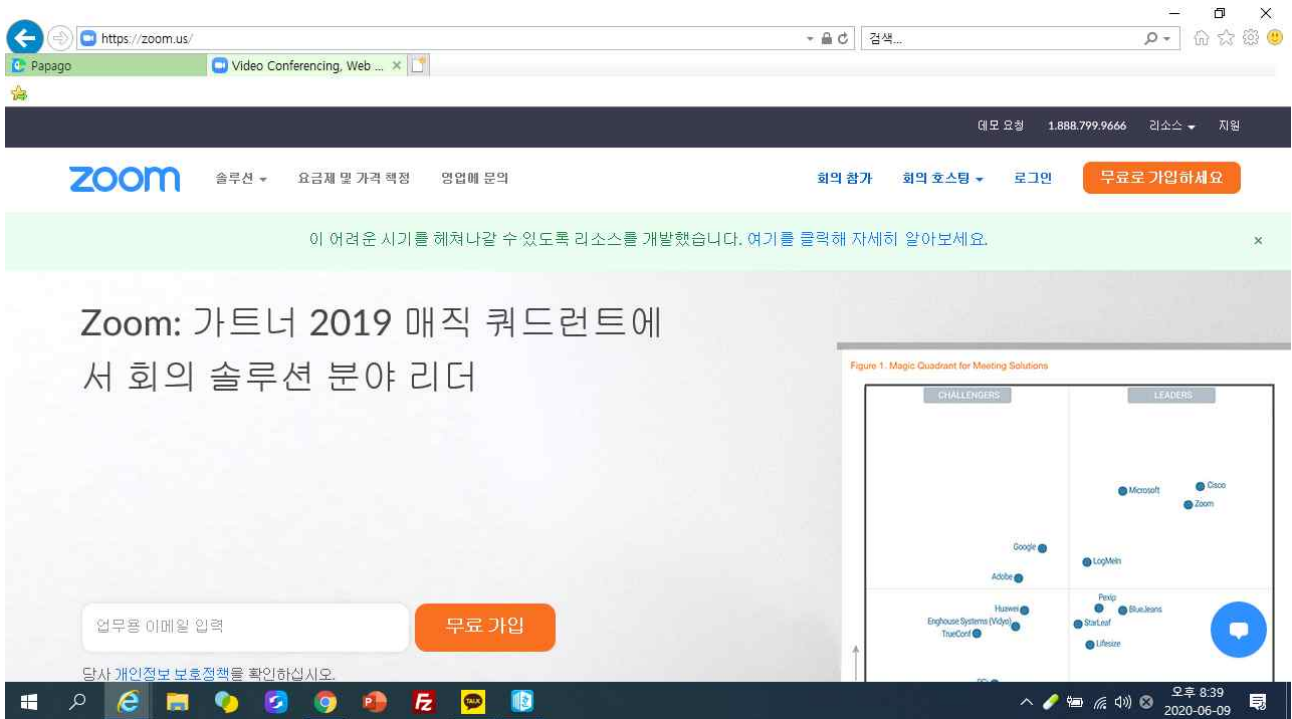 https://zoom.us/
검색...
Papago
Video Conferencing, Web ...
데모 요청 1.888.799.9666 리소스 지원
zoom 솔루션 요금제 및 가격 책정 영업에 문의 회의 참가 회의 호스팅 로그인 무료로 가입하세요
이 어려운 시기를 헤쳐나갈 수 있도록 리소스를 개발했습니다. 여기를 클릭해 자세히 알아보세요.
Zoom: 가트너 2019 매직 쿼드런트에
서 회의 솔루션 분야 리더
Figure 1. Magic Quadrant for Meeting Solutions
CHALLENGERS LEADERS
Microsoft
Cisco
Zoom
Google
LogMeIn
Adobe
Pexip
Huawei
BlueJeans
Enghouse Systems (Vidyo)
StarLeaf
TrueConf
Lifesize
업무용 이메일 입력 무료 가입
당사 개인정보 보호정책을 확인하십시오.
TALK
오후 8:39
2020-06-09